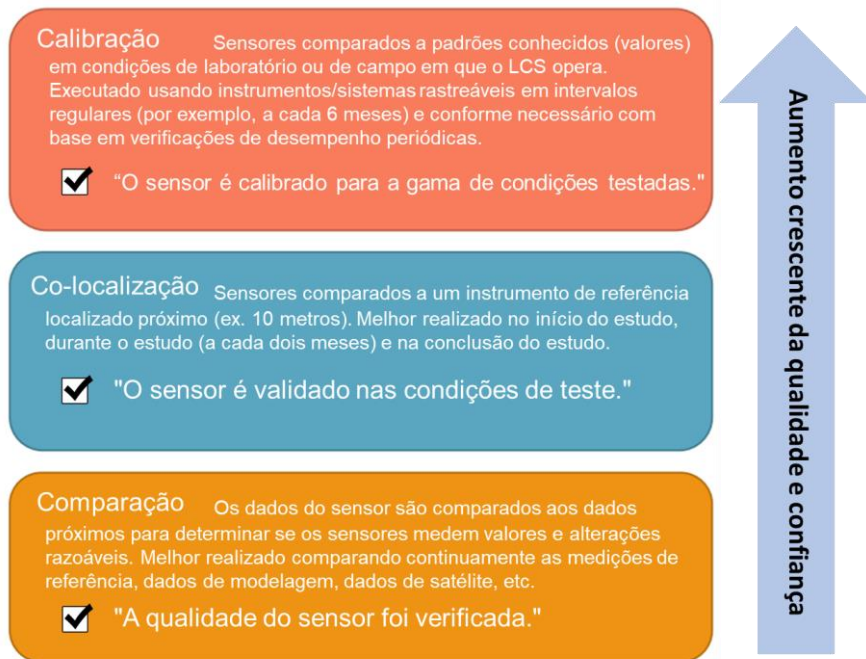 Calibração Sensores comparados a padrões conhecidos (valores)
em condições de laboratório ou de campo em que o LCS opera.
Executado usando instrumentos/sistemas rastreáveis em intervalos
regulares (por exemplo, a cada 6 meses) e conforme necessário com
base em verificações de desempenho periódicas.
“O sensor é calibrado para a gama de condições testadas."
Co-localização Sensores comparados a um instrumento de referência
localizado próximo (ex. 10 metros). Melhor realizado no início do estudo,
durante o estudo (a cada dois meses) e na conclusão do estudo.
"O sensor é validado nas condições de teste."
Comparação Os dados do sensor são comparados aos dados
próximos para determinar se os sensores medem valores e alterações
razoáveis. Melhor realizado comparando continuamente as medições de
referência, dados de modelagem, dados de satélite, etc.
"A qualidade do sensor foi verificada."
Aumento crescente da qualidade e confiança